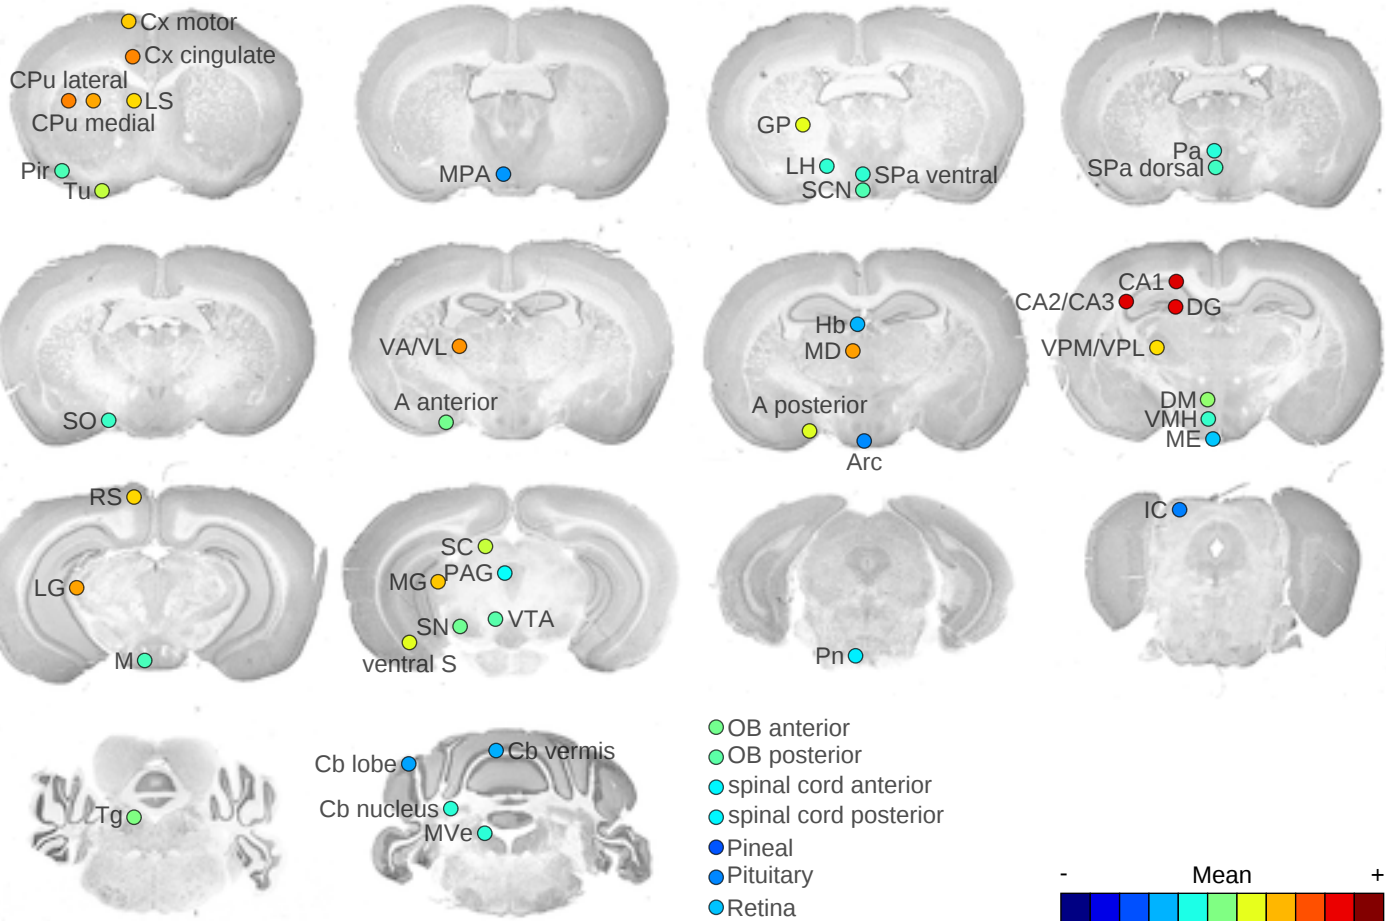 Cx motor
Cx cingulate
CPu lateral
LS
CPu medial
Pir
Tu
MPA
GP
LH
SPa ventral
SCN
Pa
SPa dorsal
SO
VA/VL
A anterior
Hb
MD
A posterior
Arc
CA1
CA2/CA3
DG
VPM/VPL
DM
VMH
ME
RS
LG
M
SC
PAG
MG
VTA
SN
ventral S
Pn
IC
Tg
Cb lobe
Cb vermis
Cb nucleus
MVe
OB anterior
OB posterior
spinal cord anterior
spinal cord posterior
Pineal
Pituitary
Retina
- Mean +